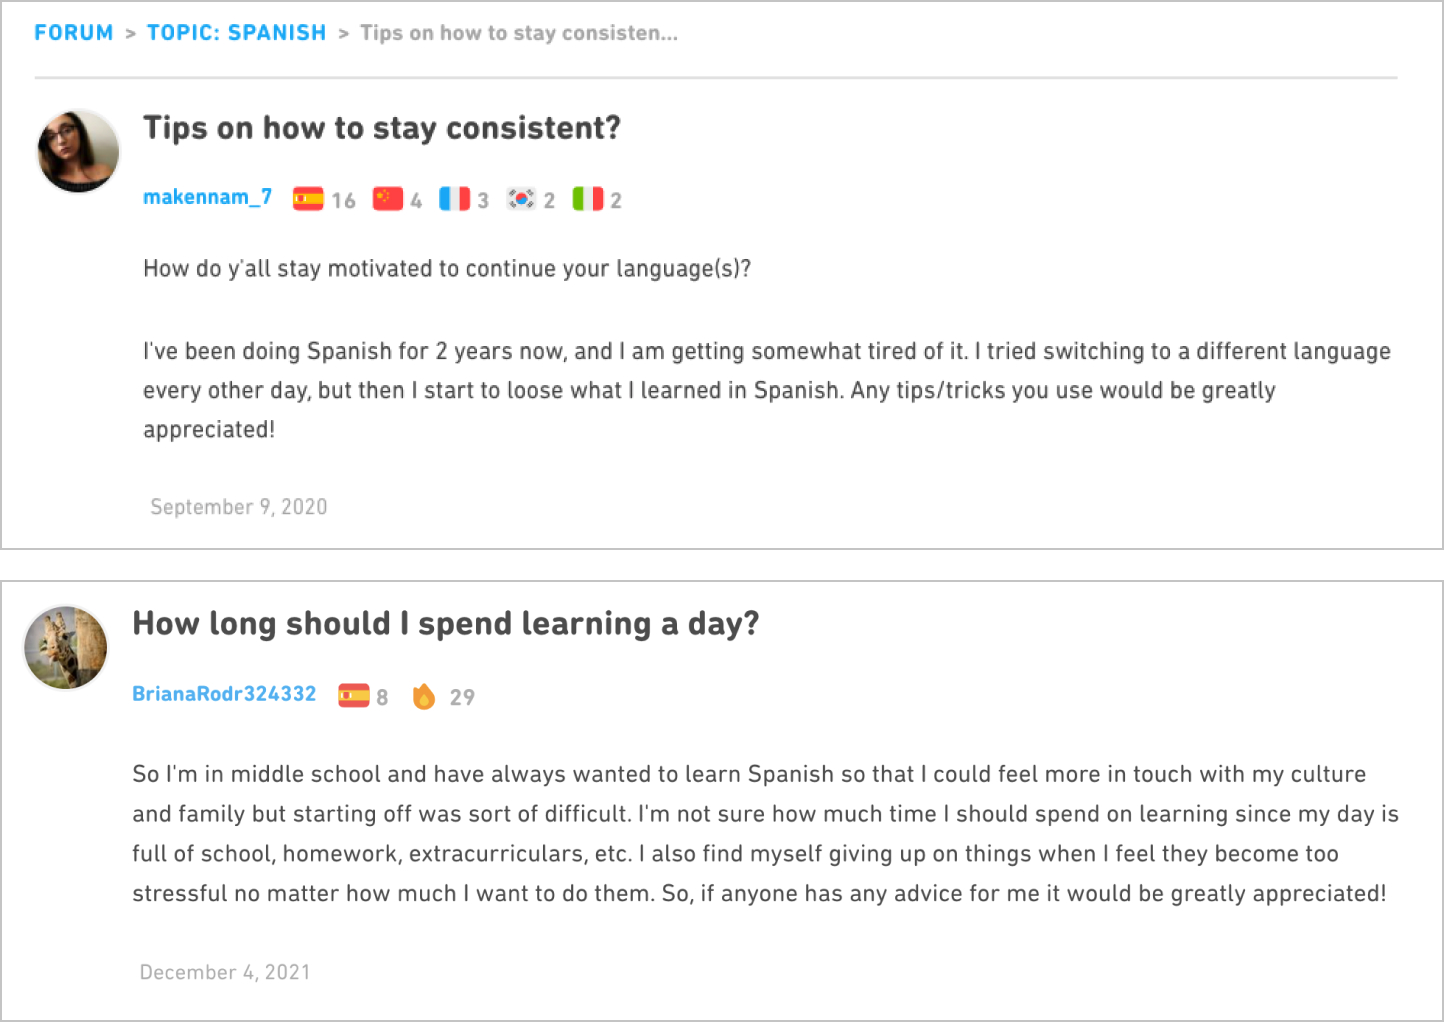 FORUM > TOPIC: SPANISH > Tips on how to stay consisten...
Tips on how to stay consistent?
makennam_7 16 4 3 2 2
How do y'all stay motivated to continue your language(s)?
I've been doing Spanish for 2 years now, and I am getting somewhat tired of it. I tried switching to a different language
every other day, but then I start to loose what I learned in Spanish. Any tips/tricks you use would be greatly
appreciated!
September 9, 2020
How long should I spend learning a day?
BrianaRodr324332 8 29
So I'm in middle school and have always wanted to learn Spanish so that I could feel more in touch with my culture
and family but starting off was sort of difficult. I'm not sure how much time I should spend on learning since my day is
full of school, homework, extracurriculars, etc. I also find myself giving up on things when I feel they become too
stressful no matter how much I want to do them. So, if anyone has any advice for me it would be greatly appreciated!
December 4, 2021